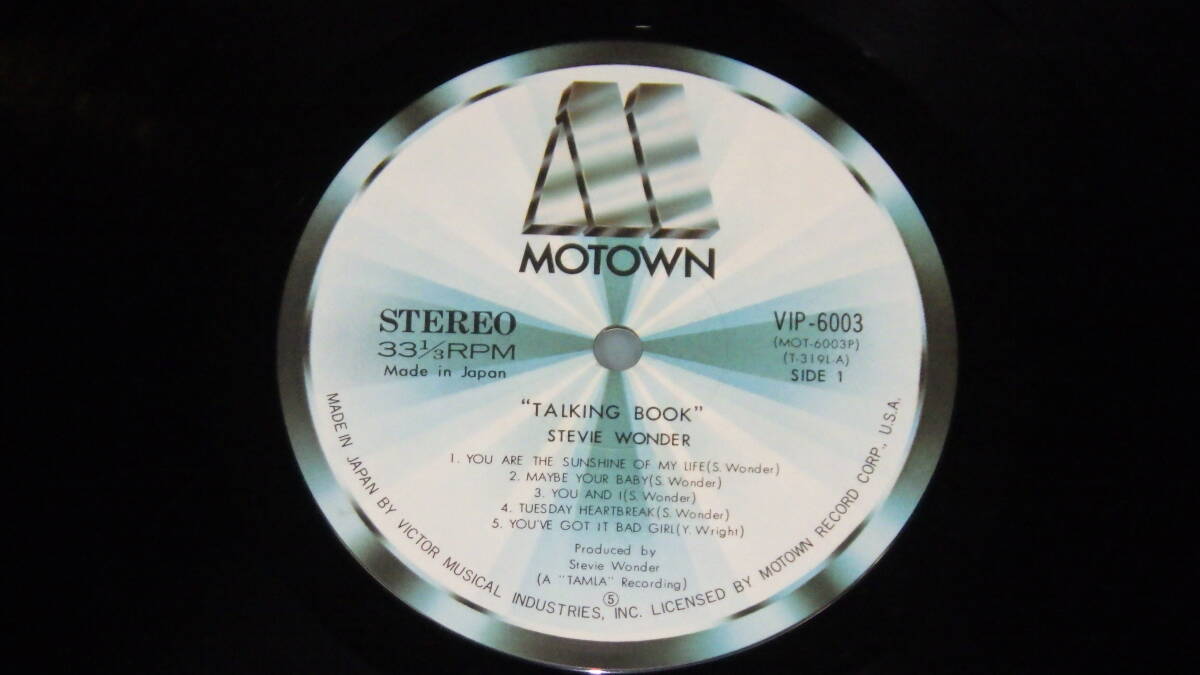 MOTOWN
STEREO
33⅓RPM
Made in Japan
VIP-6003
(MOT-6003P)
(T-319L-A)
SIDE 1
"TALKING BOOK"
STEVIE WONDER
1. YOU ARE THE SUNSHINE OF MY LIFE(S. Wonder)
2. MAYBE YOUR BABY(S. Wonder)
3. YOU AND I(S. Wonder)
4. TUESDAY HEARTBREAK(S. Wonder)
5. YOU'VE GOT IT BAD GIRL(Y. Wright)
Produced by
Stevie Wonder
(A "TAMLA" Recording)
⑤
MADE IN JAPAN BY VICTOR MUSICAL INDUSTRIES, INC. LICENSED BY MOTOWN RECORD CORP., U.S.A.